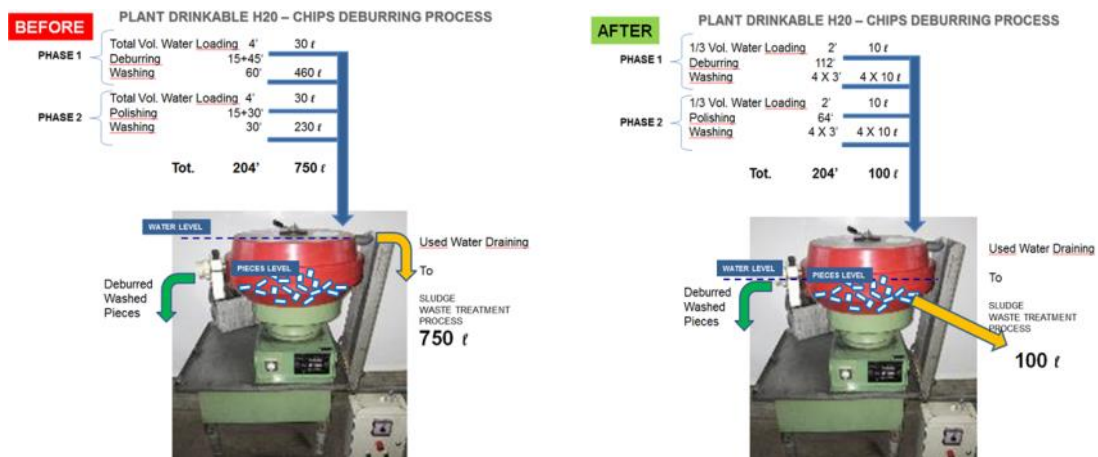 BEFORE
PLANT DRINKABLE H20 – CHIPS DEBURRING PROCESS
PHASE 1
Total Vol. Water Loading 4' 30 ℓ
Deburring 15+45'
Washing 60' 460 ℓ
PHASE 2
Total Vol. Water Loading 4' 30 ℓ
Polishing 15+30'
Washing 30' 230 ℓ
Tot. 204' 750 ℓ
WATER LEVEL
PIECES LEVEL
Deburred
Washed
Pieces
Used Water Draining
To
SLUDGE
WASTE TREATMENT
PROCESS
750 ℓ
AFTER
PLANT DRINKABLE H20 – CHIPS DEBURRING PROCESS
PHASE 1
1/3 Vol. Water Loading 2' 10 ℓ
Deburring 112'
Washing 4 X 3' 4 X 10 ℓ
PHASE 2
1/3 Vol. Water Loading 2' 10 ℓ
Polishing 64'
Washing 4 X 3' 4 X 10 ℓ
Tot. 204' 100 ℓ
WATER LEVEL
PIECES LEVEL
Deburred
Washed
Pieces
Used Water Draining
To
SLUDGE
WASTE TREATMENT
PROCESS
100 ℓ